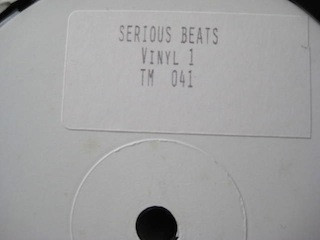 SERIOUS BEATS
VINYL 1
TM 041